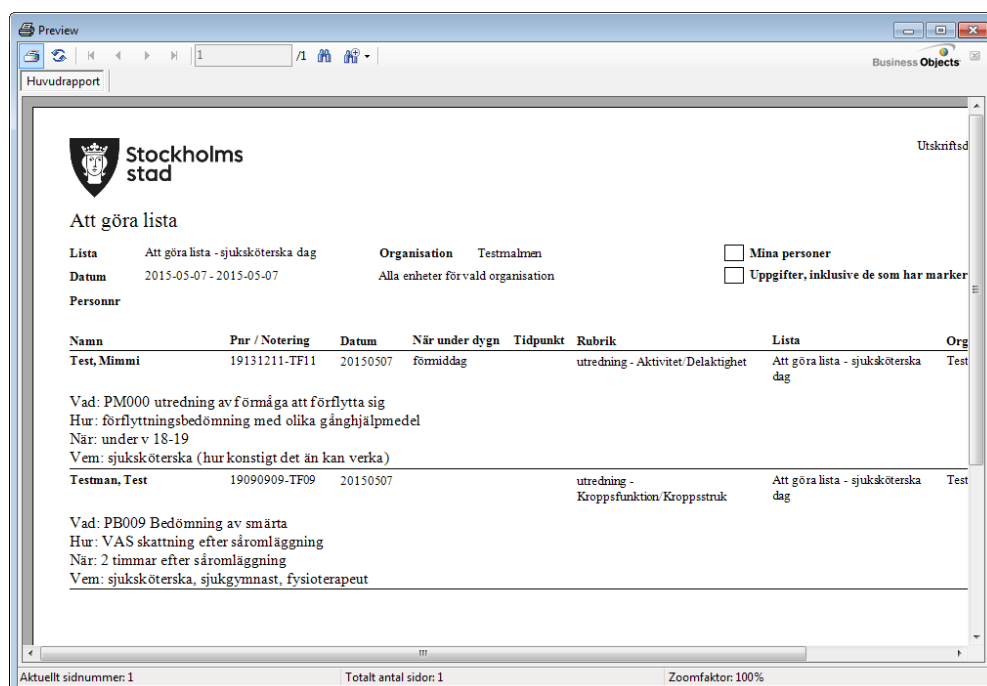 Preview
1 /1
Business Objects
Huvudrapport
Utskriftsd
Stockholms
stad
Att göra lista
Lista Att göra lista - sjuksköterska dag Organisation Testmalmen Mina personer
Datum 2015-05-07 - 2015-05-07 Alla enheter för vald organisation Uppgifter, inklusive de som har marker
Personnr
Namn Pnr / Notering Datum När under dygn Tidpunkt Rubrik Lista Org
Test, Mimmi 19131211-TF11 20150507 förmiddag utredning - Aktivitet/Delaktighet Att göra lista - sjuksköterska Test
dag
Vad: PM000 utredning av förmåga att förflytta sig
Hur: förflyttningsbedömning med olika gånghjälpmedel
När: under v 18-19
Vem: sjuksköterska (hur konstigt det än kan verka)
Testman, Test 19090909-TF09 20150507 utredning - Att göra lista - sjuksköterska Test
Kroppsfunktion/Kroppsstruk dag
Vad: PB009 Bedömning av smärta
Hur: VAS skattning efter såromläggning
När: 2 timmar efter såromläggning
Vem: sjuksköterska, sjukgymnast, fysioterapeut
Aktuellt sidnummer: 1 Totalt antal sidor: 1 Zoomfaktor: 100%